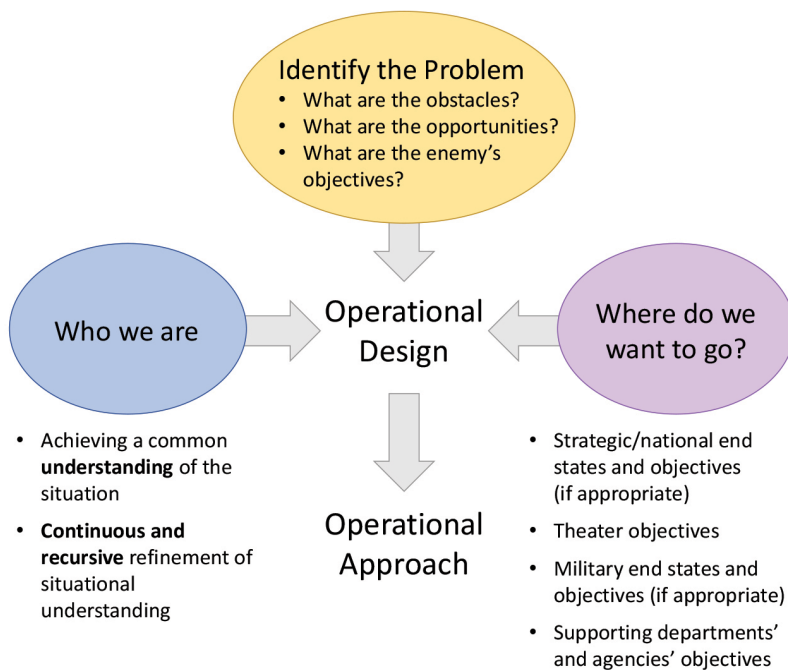 Identify the Problem
• What are the obstacles?
• What are the opportunities?
• What are the enemy’s
objectives?
Who we are
Operational
Design
Where do we
want to go?
• Achieving a common
understanding of the
situation
• Continuous and
recursive refinement of
situational
understanding
Operational
Approach
• Strategic/national end
states and objectives
(if appropriate)
• Theater objectives
• Military end states and
objectives (if appropriate)
• Supporting departments’
and agencies’ objectives